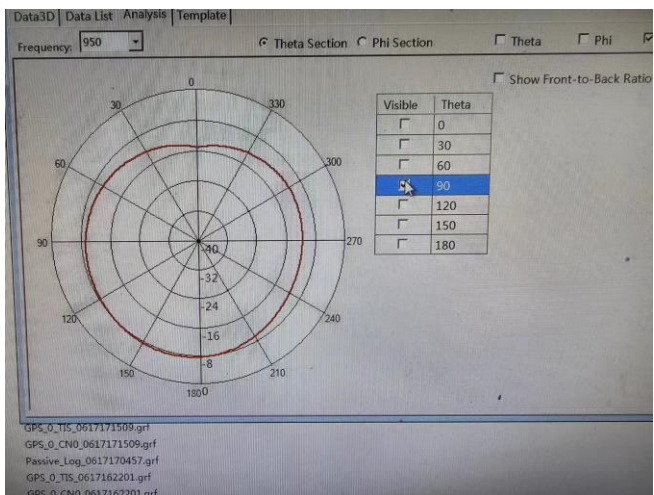 Data3D Data List Analysis Template
Frequency: 950 Theta Section Phi Section Theta Phi
Show Front-to-Back Ratio
0
30 330
60 300
90 270
120 240
150 210
180
-40
-32
-24
-16
-8
0
Visible Theta
0
30
60
90
120
150
180
GPS_0_TIS_0617171509.grf
GPS_0_CN0_0617171509.grf
Passive_Log_0617170457.grf
GPS_0_TIS_0617162201.grf
GPS_0_CN0_0617162201.grf